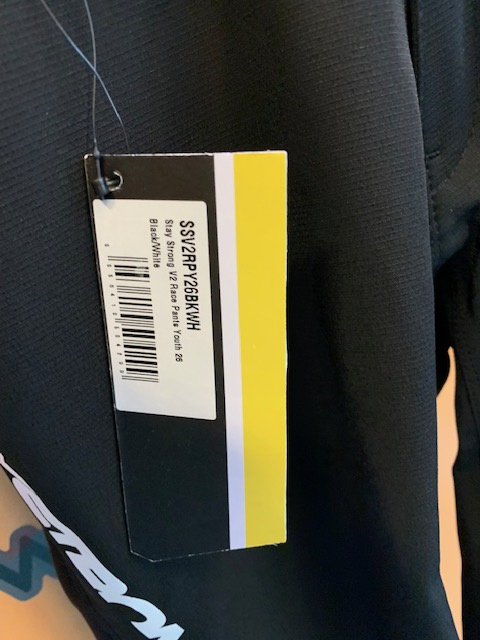 SSV2RPY26BKWH
Stay Strong V2 Race Pants Youth 26
Black/White